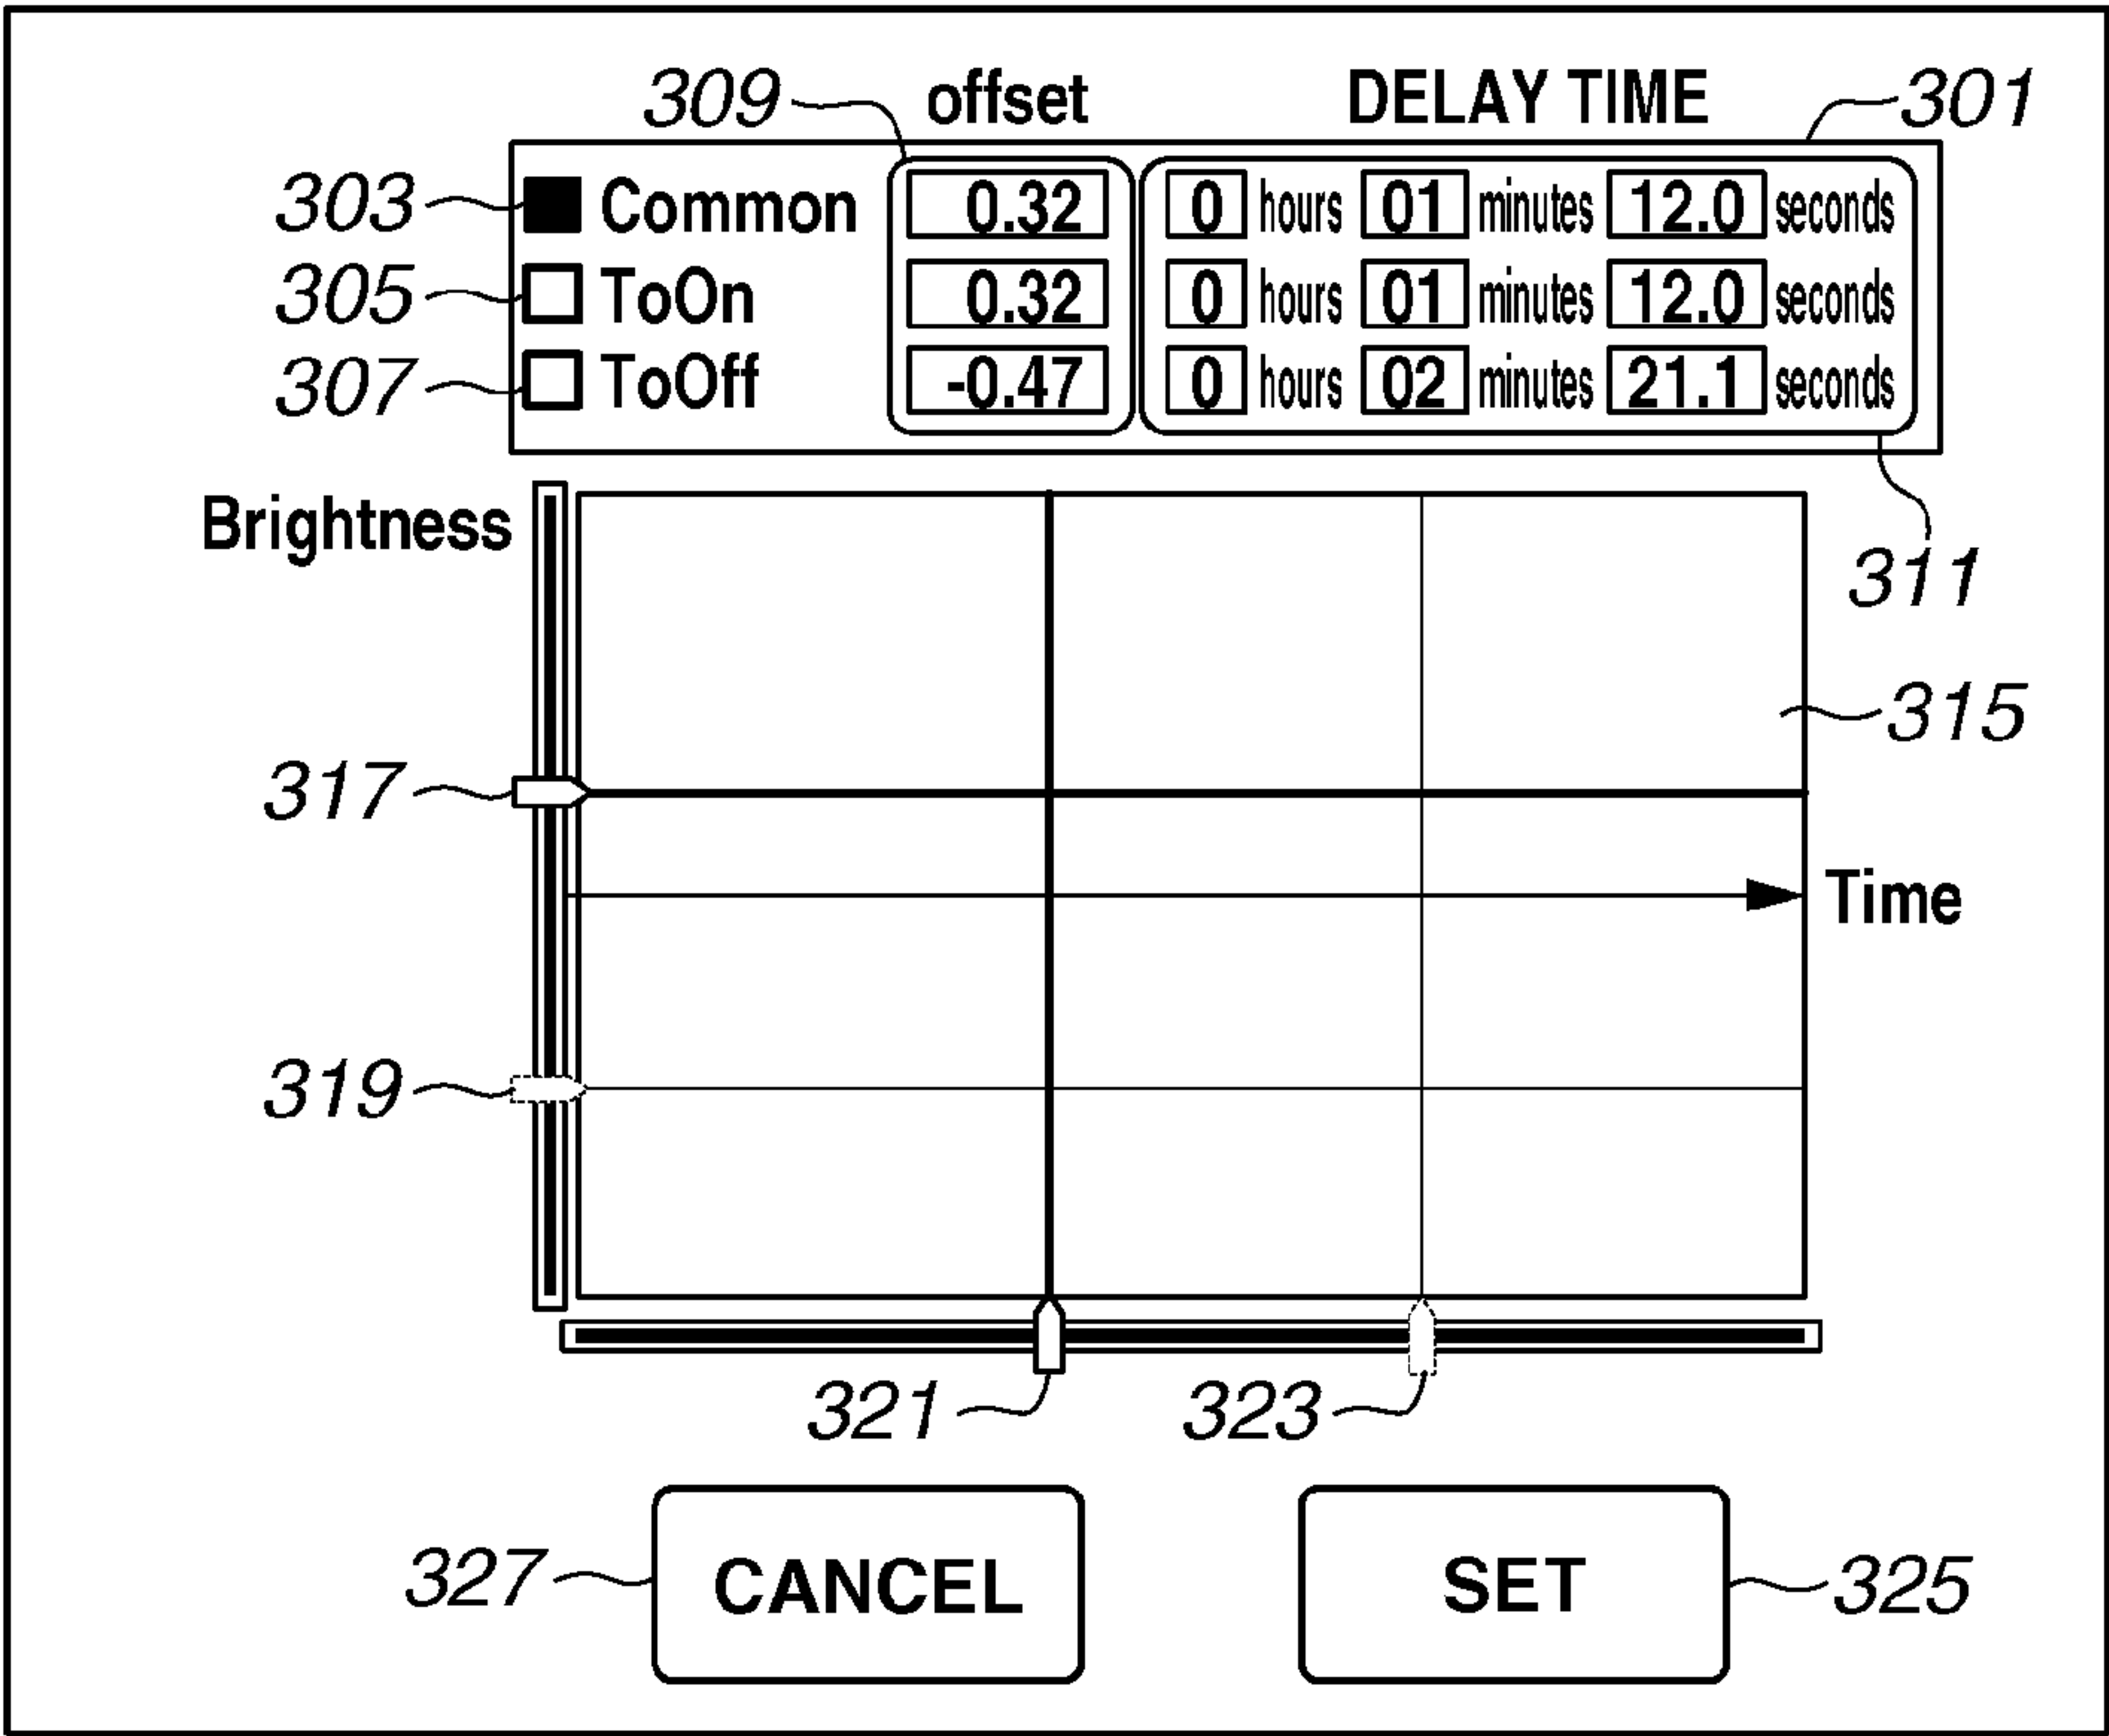 309 offset DELAY TIME 301
303 Common 0.32 0 hours 01 minutes 12.0 seconds
305 ToOn 0.32 0 hours 01 minutes 12.0 seconds
307 ToOff -0.47 0 hours 02 minutes 21.1 seconds
Brightness
311
315
317
Time
319
321 323
327 CANCEL SET 325